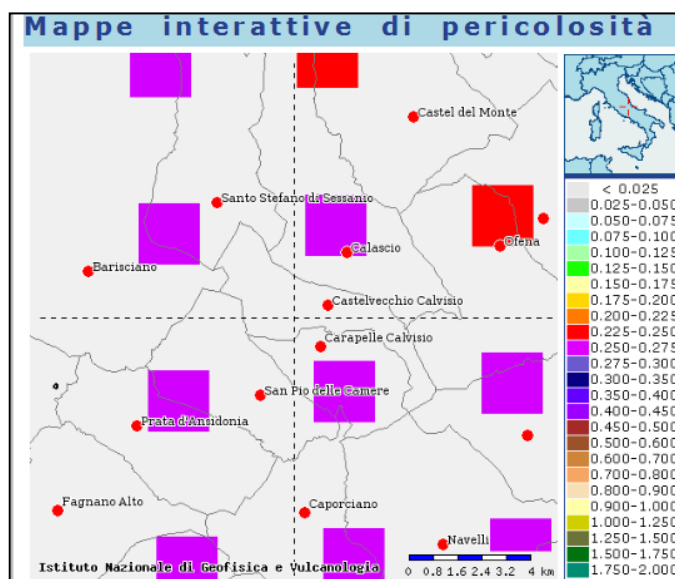 Mappe interattive di pericolosità
Castel del Monte
Santo Stefano di Sessanio
Calascio
Ofena
Barisciano
Castelvecchio Calvisio
Carapelle Calvisio
San Pio delle Camere
Prata d'Ansidonia
Fagnano Alto
Caporciano
Navelli
Istituto Nazionale di Geofisica e Vulcanologia
0 0.8 1.6 2.4 4 km
< 0.025
0.025-0.050
0.050-0.075
0.075-0.100
0.100-0.125
0.125-0.150
0.150-0.175
0.175-0.200
0.200-0.225
0.225-0.250
0.250-0.275
0.275-0.300
0.300-0.350
0.350-0.400
0.400-0.450
0.450-0.500
0.500-0.600
0.600-0.700
0.700-0.800
0.800-0.900
0.900-1.000
1.000-1.250
1.250-1.500
1.500-1.750
1.750-2.000